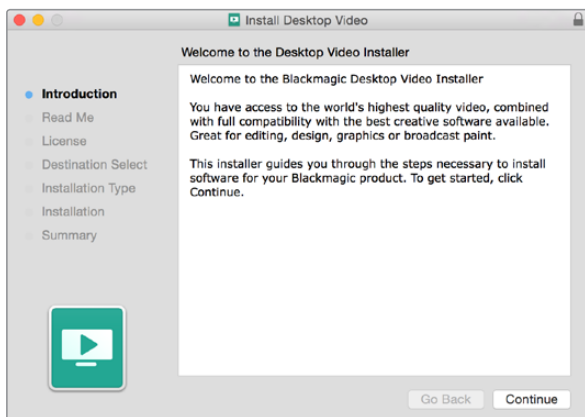 Install Desktop Video
Welcome to the Desktop Video Installer
Introduction
Read Me
License
Destination Select
Installation Type
Installation
Summary
Welcome to the Blackmagic Desktop Video Installer
You have access to the world's highest quality video, combined
with full compatibility with the best creative software available.
Great for editing, design, graphics or broadcast paint.
This installer guides you through the steps necessary to install
software for your Blackmagic product. To get started, click
Continue.
Go Back
Continue